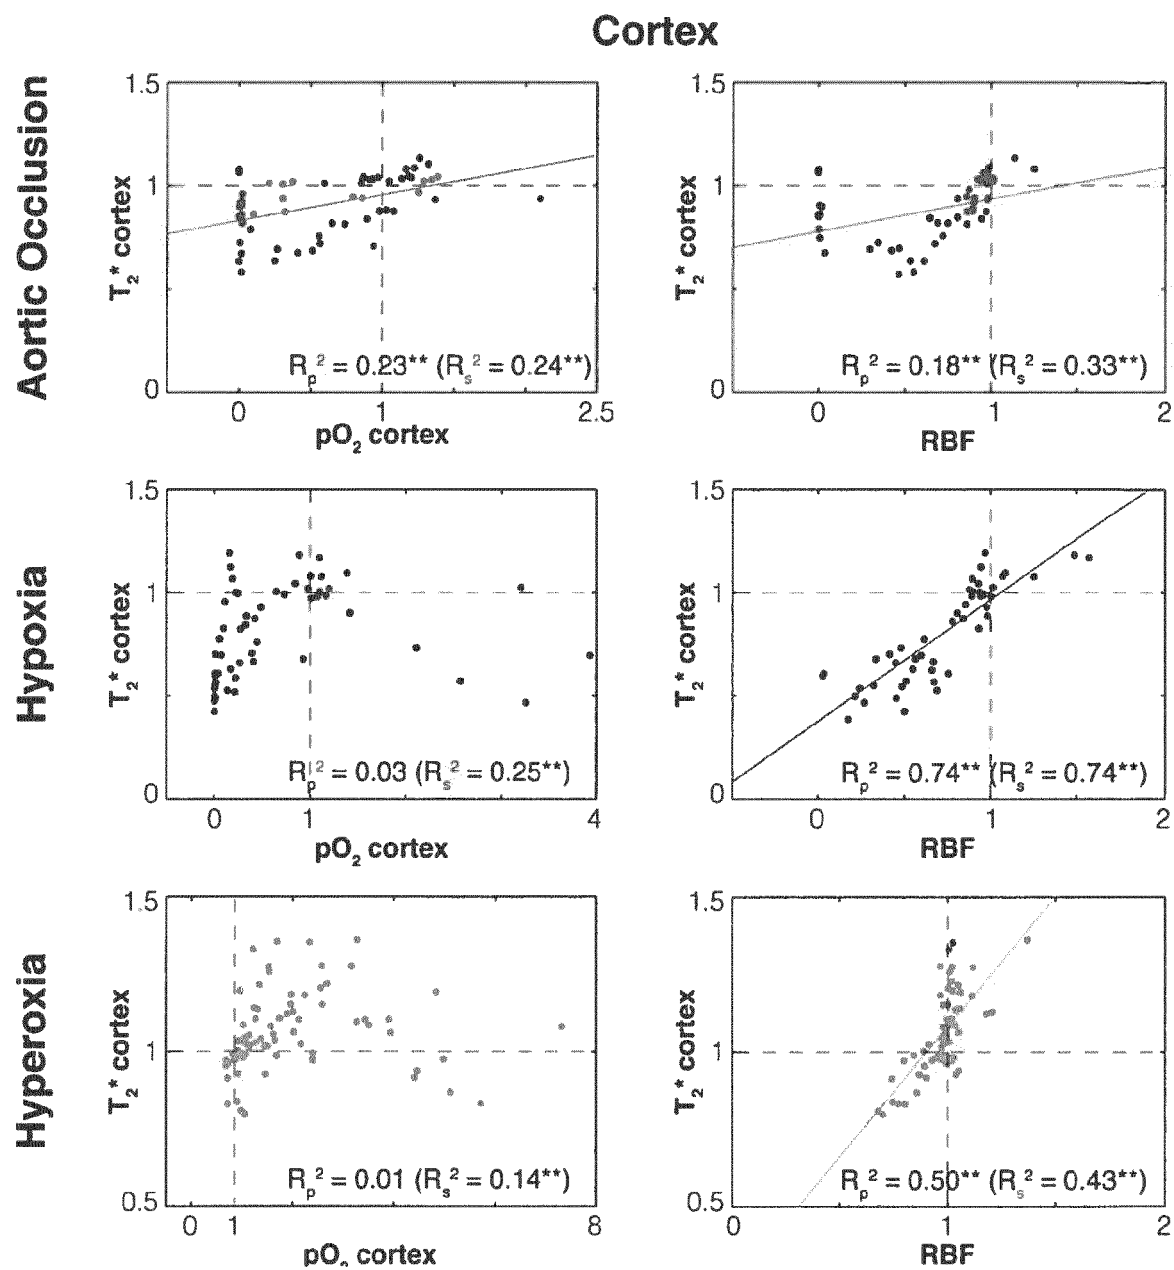 Cortex
Aortic Occlusion
1.5
1
0
T2* cortex
Rp² = 0.23** (Rs² = 0.24**)
0 1 2.5
pO2 cortex
1.5
1
0
T2* cortex
Rp² = 0.18** (Rs² = 0.33**)
0 1 2
RBF
Hypoxia
1.5
1
0
T2* cortex
Rp² = 0.03 (Rs² = 0.25**)
0 1 4
pO2 cortex
1.5
1
0
T2* cortex
Rp² = 0.74** (Rs² = 0.74**)
0 1 2
RBF
Hyperoxia
1.5
1
0.5
T2* cortex
Rp² = 0.01 (Rs² = 0.14**)
0 1 8
pO2 cortex
1.5
1
0.5
T2* cortex
Rp² = 0.50** (Rs² = 0.43**)
0 1 2
RBF